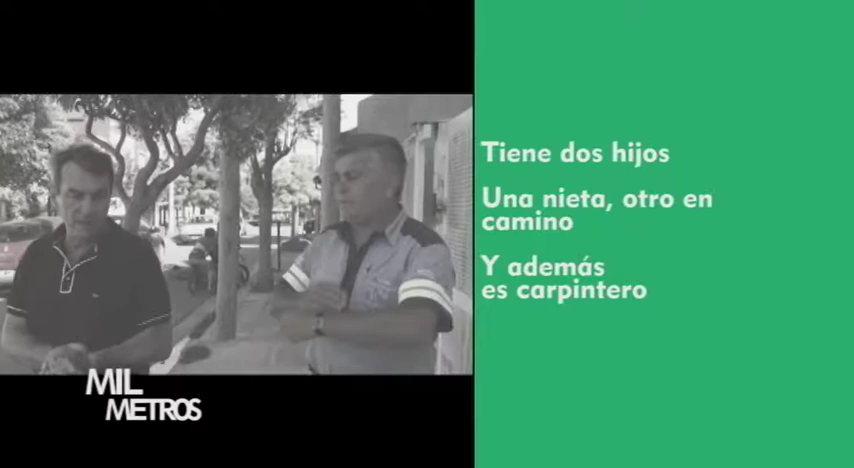 Tiene dos hijos
Una nieta, otro en
camino
Y además
es carpintero
MIL
METROS